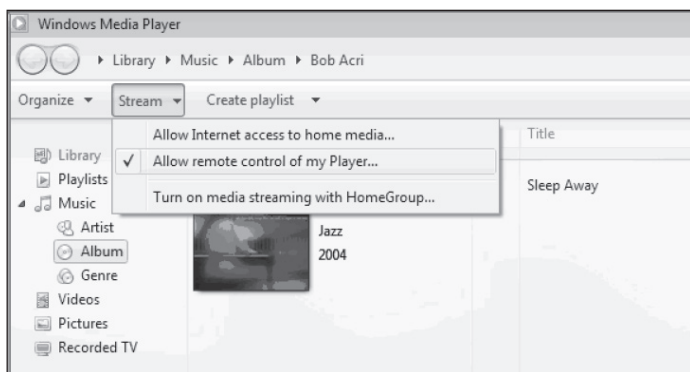 Windows Media Player
Library Music Album Bob Acri
Organize Stream Create playlist
Allow Internet access to home media...
Allow remote control of my Player...
Turn on media streaming with HomeGroup...
Title
Library
Playlists
Music
Artist
Album
Genre
Videos
Pictures
Recorded TV
Jazz
2004
Sleep Away